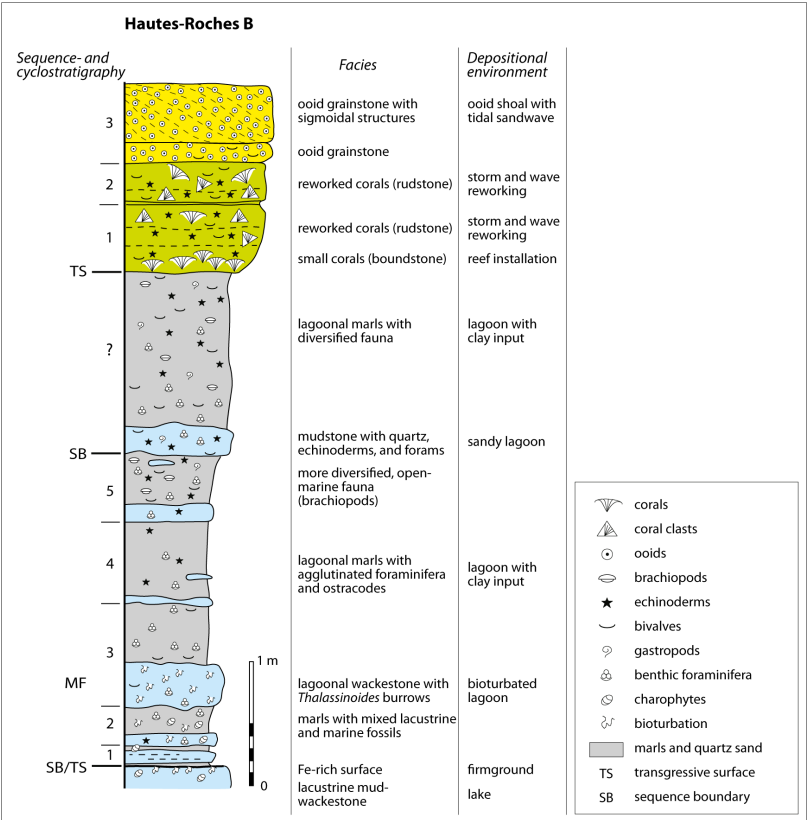 Hautes-Roches B
Sequence- and
cyclostratigraphy
Facies
Depositional
environment
3
ooid grainstone with
sigmoidal structures
ooid shoal with
tidal sandwave
ooid grainstone
2
reworked corals (rudstone)
storm and wave
reworking
1
reworked corals (rudstone)
storm and wave
reworking
small corals (boundstone)
reef installation
TS
?
lagoonal marls with
diversified fauna
lagoon with
clay input
mudstone with quartz,
echinoderms, and forams
sandy lagoon
SB
5
more diversified, open-
marine fauna
(brachiopods)
4
lagoonal marls with
agglutinated foraminifera
and ostracodes
lagoon with
clay input
3
1 m
MF
lagoonal wackestone with
Thalassinoides burrows
bioturbated
lagoon
2
marls with mixed lacustrine
and marine fossils
1
SB/TS
Fe-rich surface
firmground
0
lacustrine mud-
wackestone
lake
corals
coral clasts
ooids
brachiopods
echinoderms
bivalves
gastropods
benthic foraminifera
charophytes
bioturbation
marls and quartz sand
TS transgressive surface
SB sequence boundary